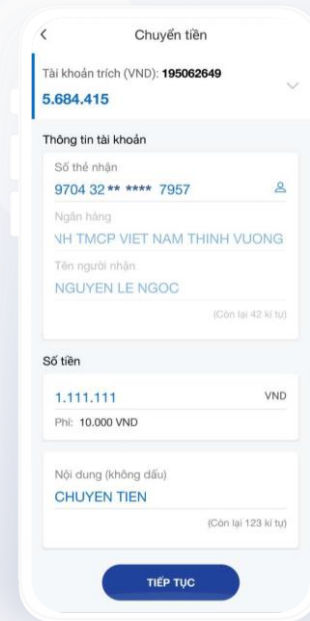 Chuyển tiền
Tài khoản trích (VND): 195062649
5.684.415
Thông tin tài khoản
Số thẻ nhận
9704 32 ** **** 7957
Ngân hàng
NH TMCP VIET NAM THINH VUONG
Tên người nhận
NGUYEN LE NGOC
(Còn lại 42 kí tự)
Số tiền
1.111.111 VND
Phí: 10.000 VND
Nội dung (không dấu)
CHUYEN TIEN
(Còn lại 123 kí tự)
TIẾP TỤC